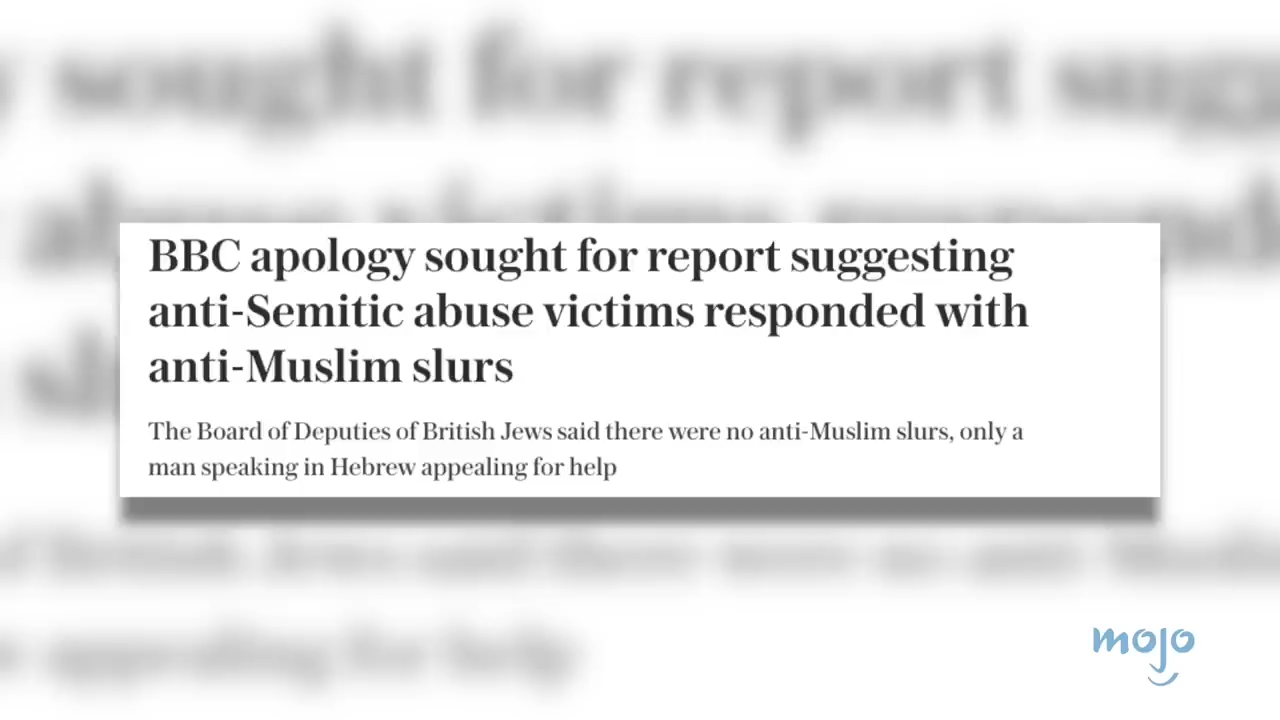 BBC apology sought for report suggesting
anti-Semitic abuse victims responded with
anti-Muslim slurs
The Board of Deputies of British Jews said there were no anti-Muslim slurs, only a
man speaking in Hebrew appealing for help
mojo